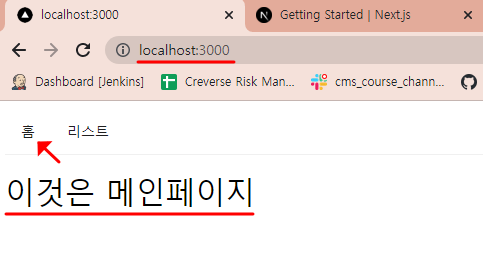 localhost:3000
Getting Started | Next.js
localhost:3000
Dashboard [Jenkins]
Creverse Risk Man...
cms_course_chann...
홈
리스트
이것은 메인페이지